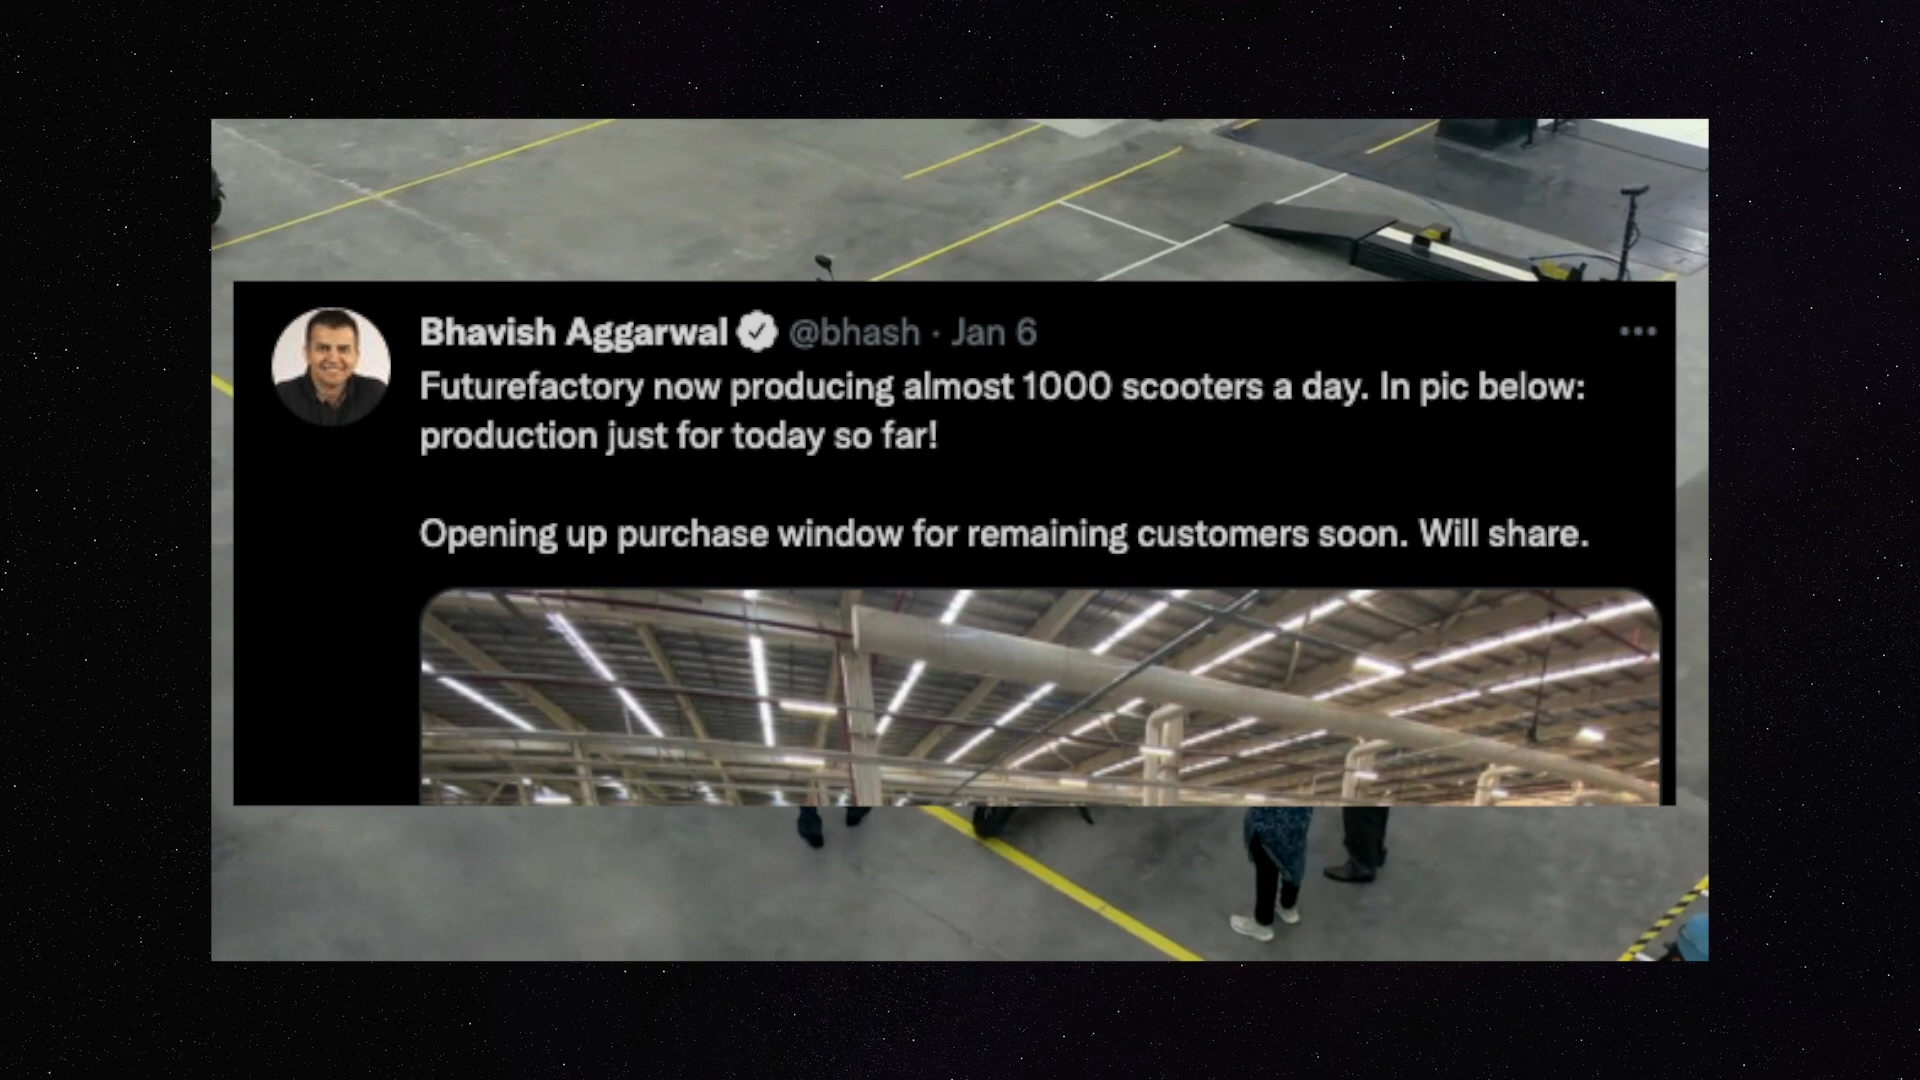 Bhavish Aggarwal @bhash · Jan 6
Futurefactory now producing almost 1000 scooters a day. In pic below:
production just for today so far!
Opening up purchase window for remaining customers soon. Will share.